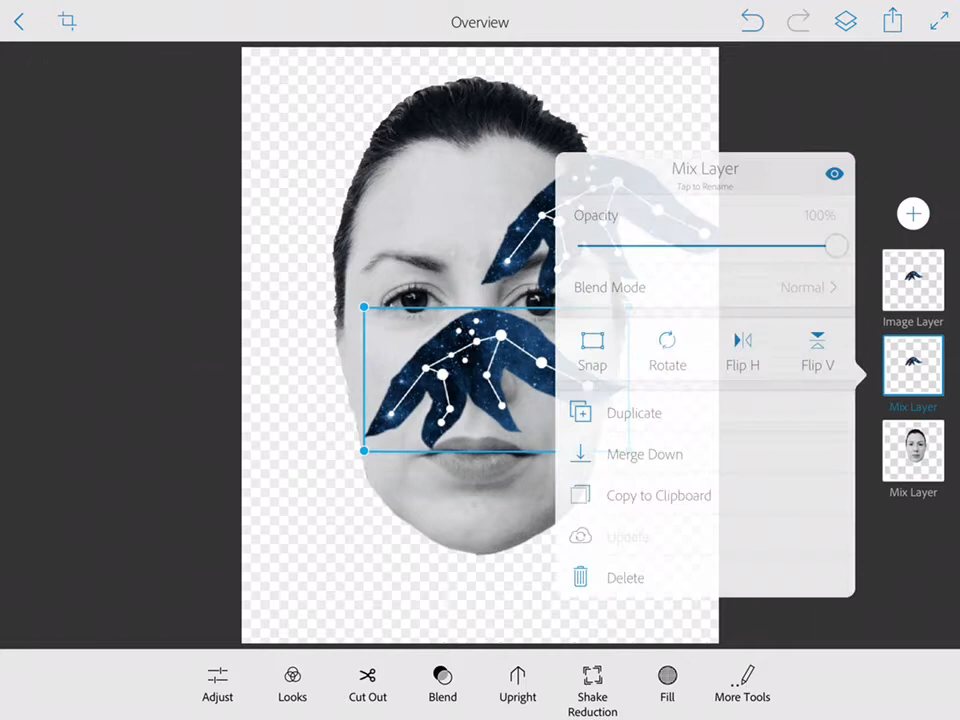 Overview
Mix Layer
Tap to Rename
Opacity 100%
Blend Mode Normal
Snap Rotate Flip H Flip V
Duplicate
Merge Down
Copy to Clipboard
Update
Delete
Image Layer
Mix Layer
Mix Layer
Adjust Looks Cut Out Blend Upright Shake Reduction Fill More Tools